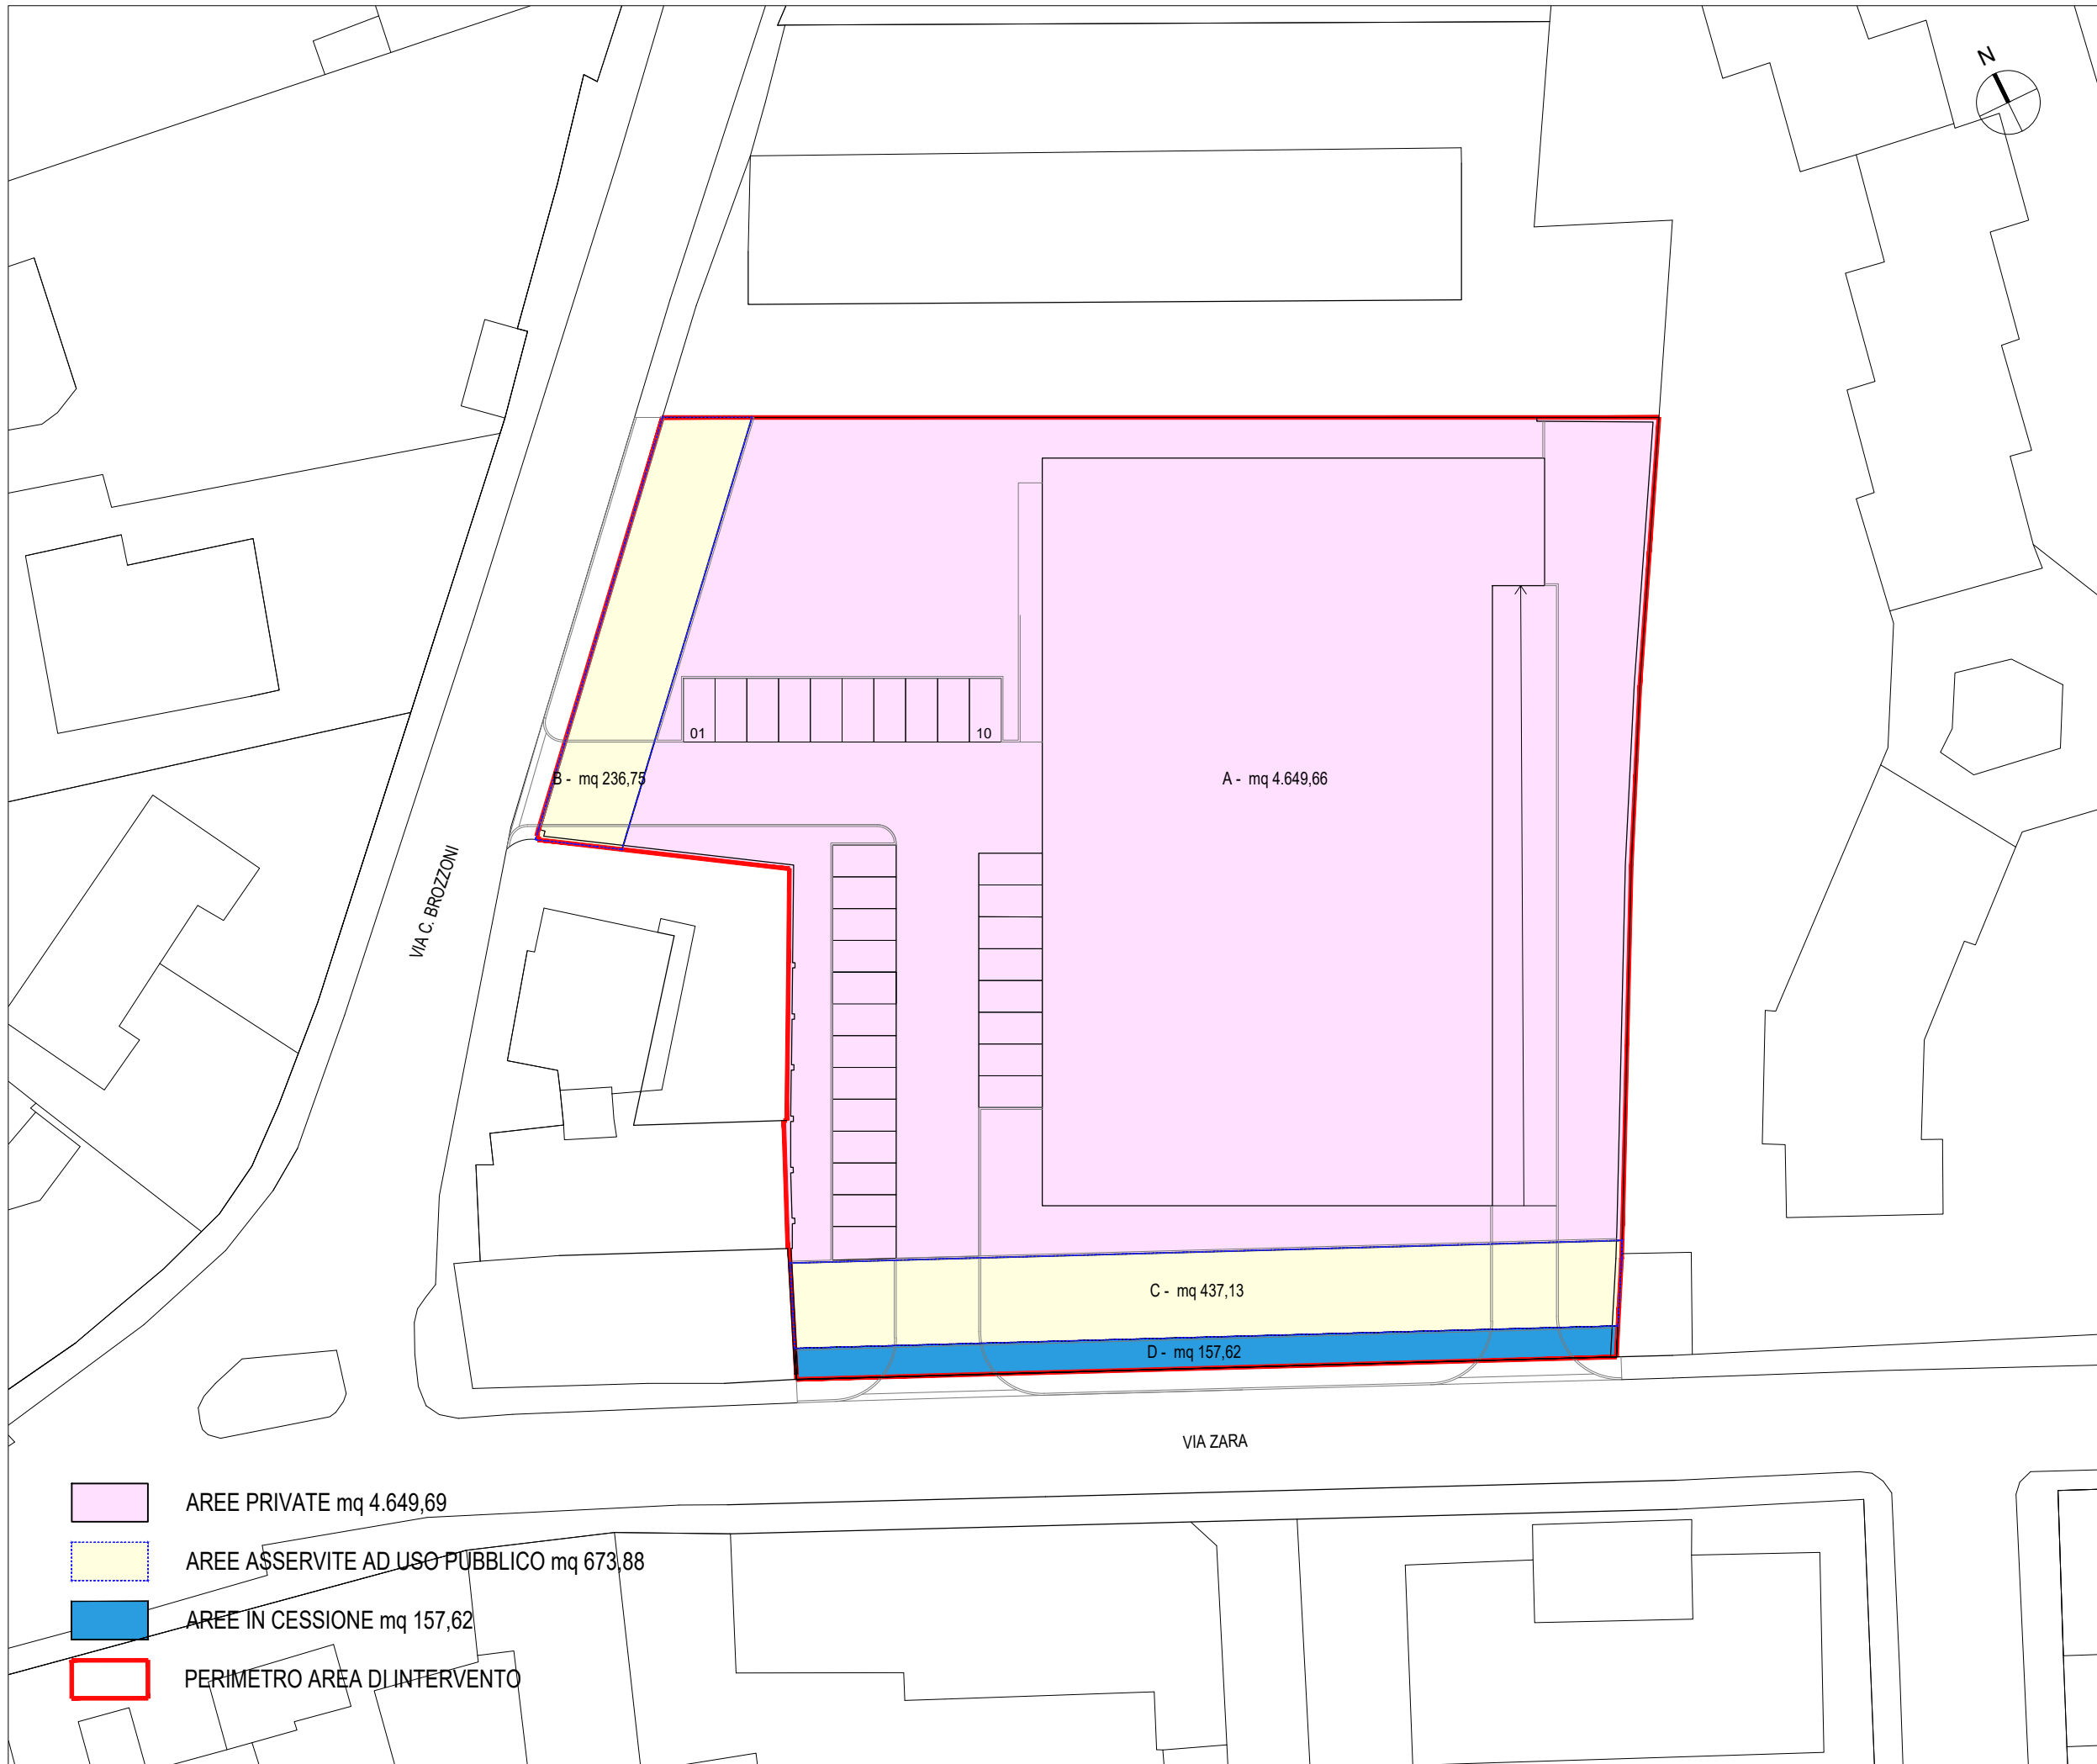 N
01
10
B - mq 236,75
A - mq 4.649,66
VIA C. BROZZONI
C - mq 437,13
D - mq 157,62
VIA ZARA
AREE PRIVATE mq 4.649,69
AREE ASSERVITE AD USO PUBBLICO mq 673,88
AREE IN CESSIONE mq 157,62
PERIMETRO AREA DI INTERVENTO